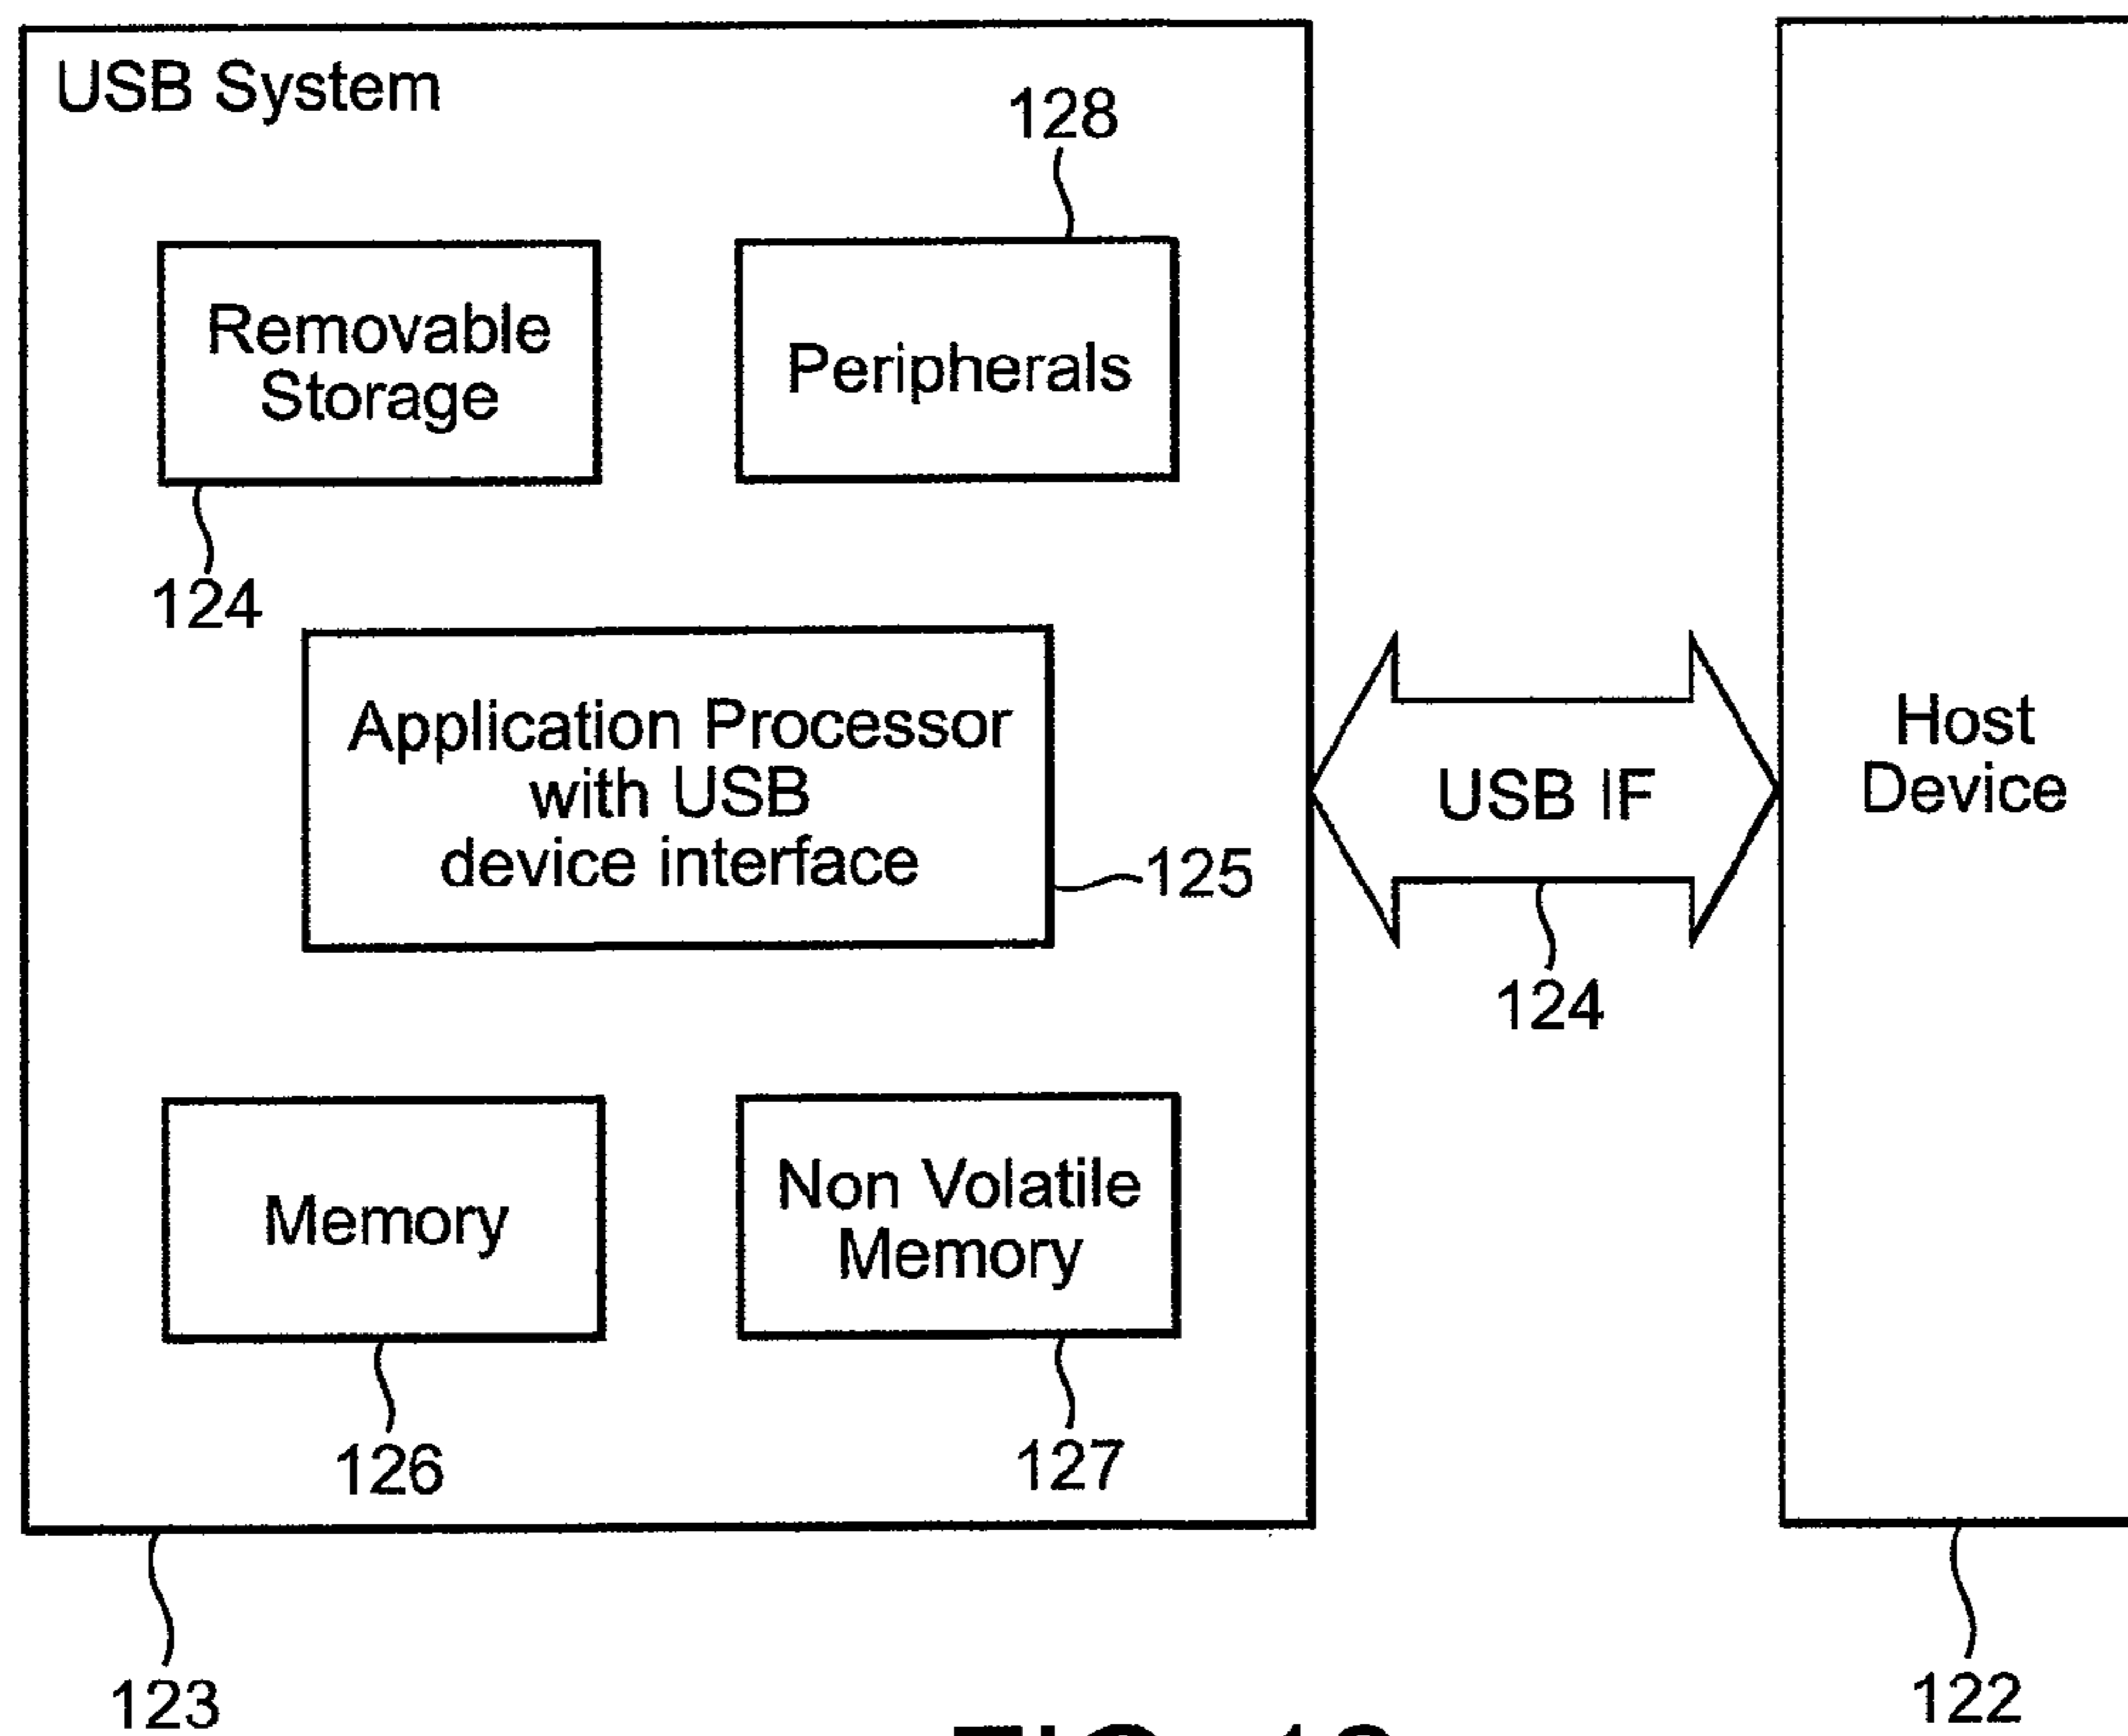 USB System
128
Removable
Storage
Peripherals
124
Application Processor
with USB
device interface
125
USB IF
124
Host
Device
Memory
Non Volatile
Memory
126
127
123
122